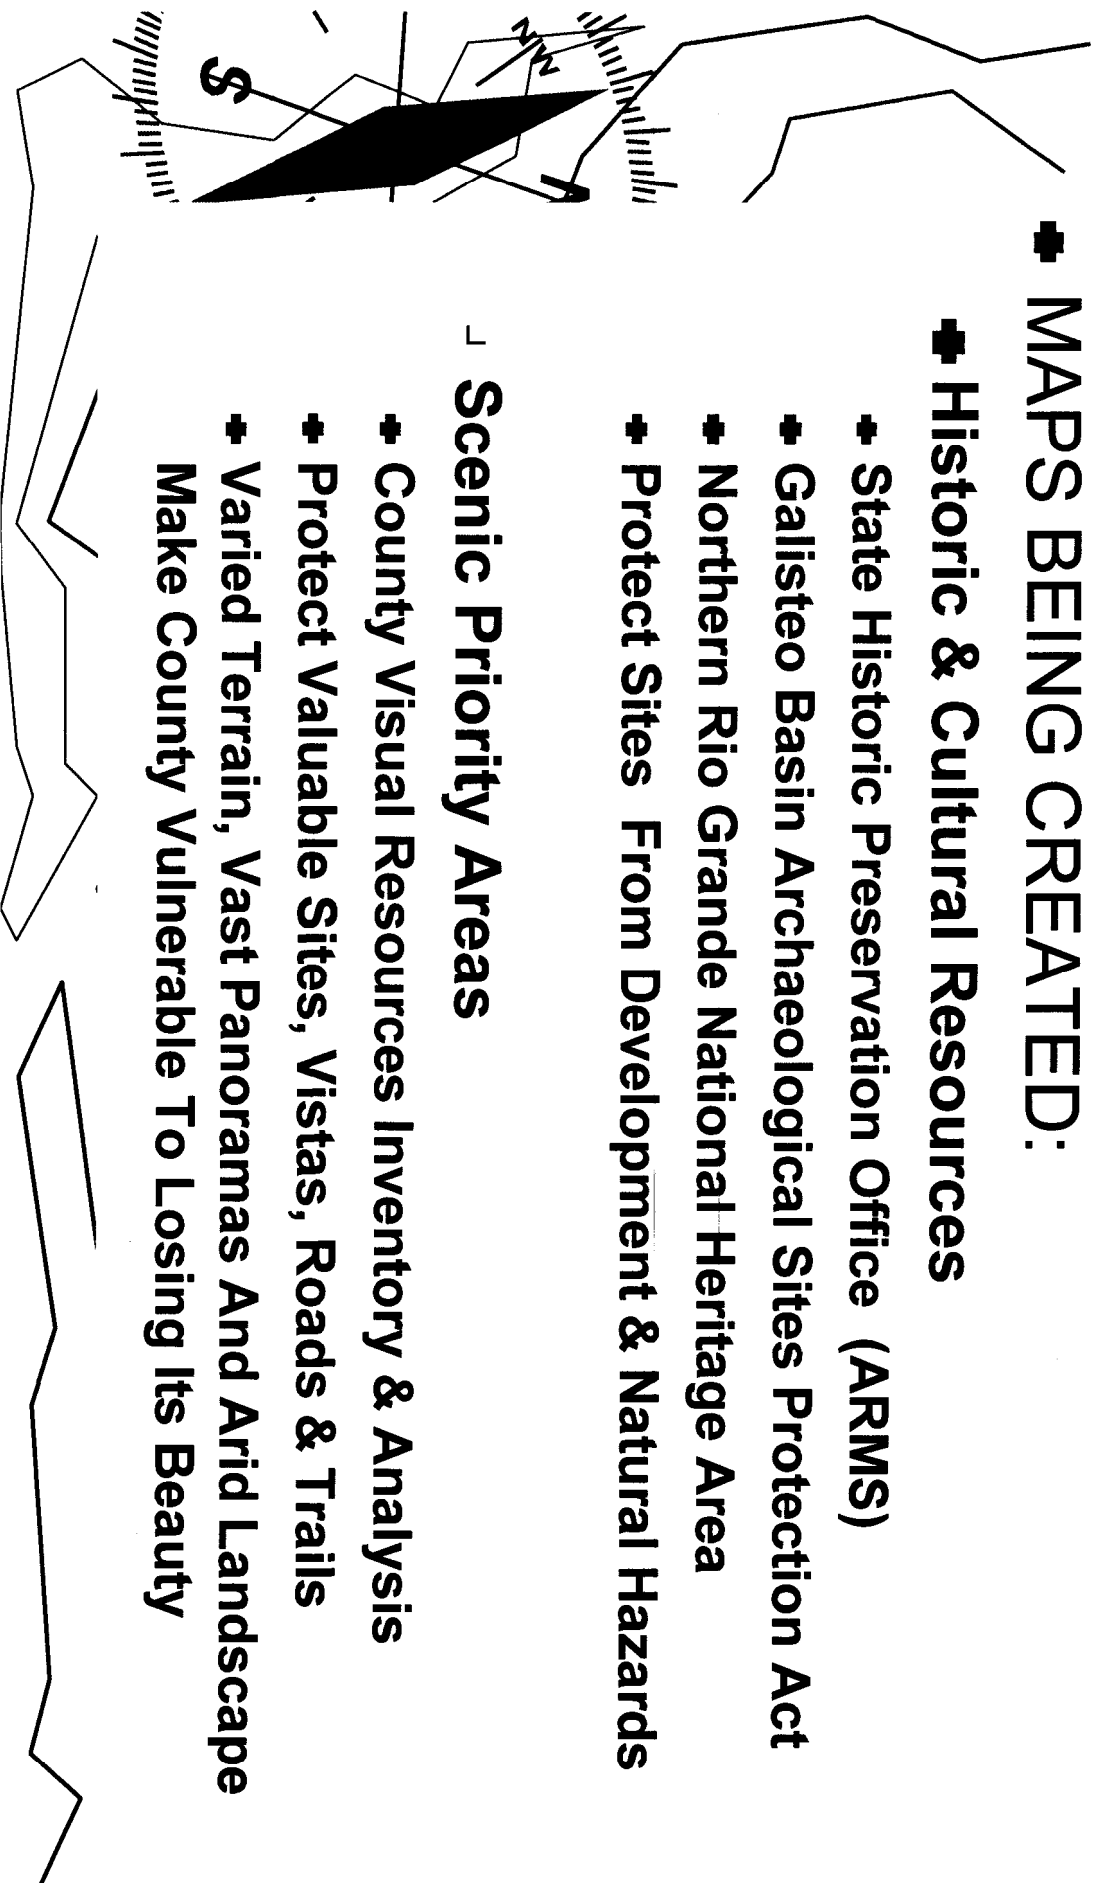 MAPS BEING CREATED:
Historic & Cultural Resources
State Historic Preservation Office (ARMS)
Galisteo Basin Archaeological Sites Protection Act
Northern Rio Grande National Heritage Area
Protect Sites From Development & Natural Hazards
Scenic Priority Areas
County Visual Resources Inventory & Analysis
Protect Valuable Sites, Vistas, Roads & Trails
Varied Terrain, Vast Panoramas And Arid Landscape
Make County Vulnerable To Losing Its Beauty
S
NW